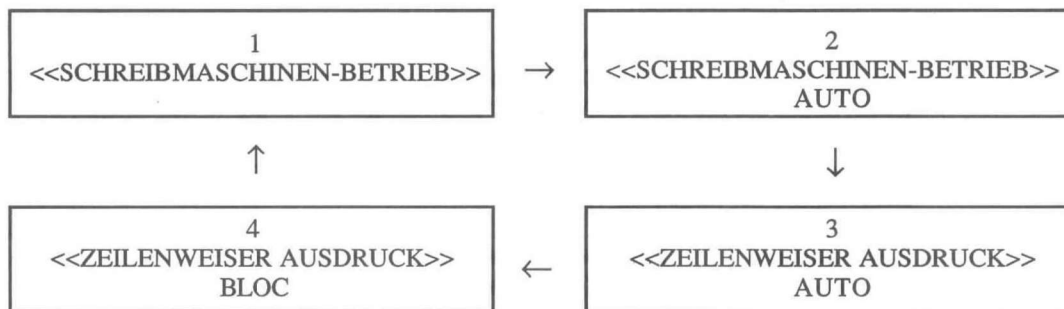 1
<<SCHREIBMASCHINEN-BETRIEB>>
→
2
<<SCHREIBMASCHINEN-BETRIEB>>
AUTO
↑
↓
4
<<ZEILENWEISER AUSDRUCK>>
BLOC
←
3
<<ZEILENWEISER AUSDRUCK>>
AUTO